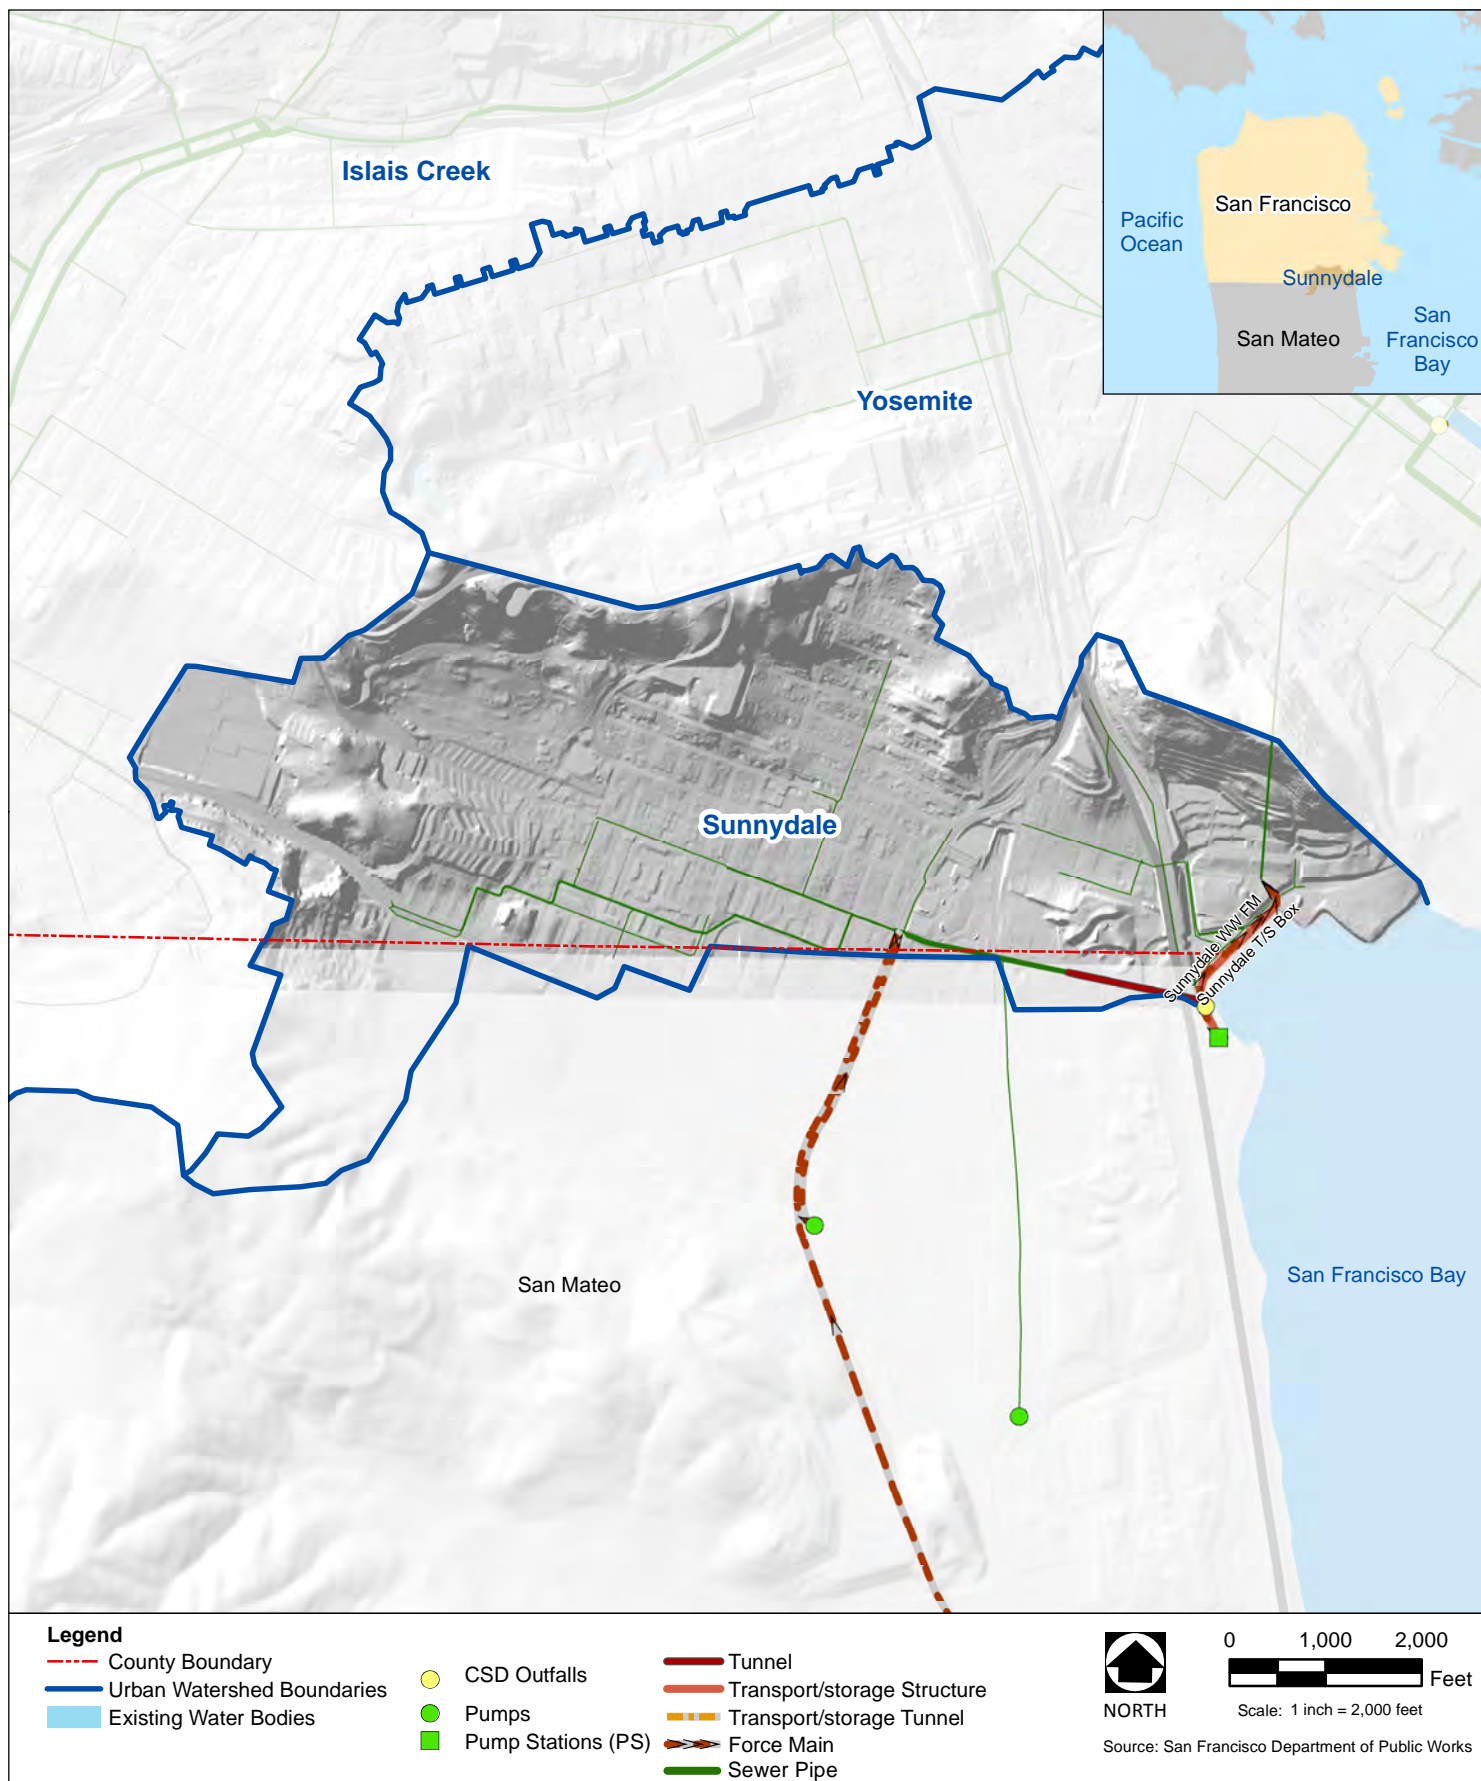 Islais Creek
San Francisco
Pacific
Ocean
Sunnydale
San
Francisco
Bay
San Mateo
Yosemite
Sunnydale
Sunnydale WW FM
Sunnydale T/S Box
San Mateo
San Francisco Bay
Legend
County Boundary
Urban Watershed Boundaries
Existing Water Bodies
CSD Outfalls
Pumps
Pump Stations (PS)
Tunnel
Transport/storage Structure
Transport/storage Tunnel
Force Main
Sewer Pipe
NORTH
0 1,000 2,000
Feet
Scale: 1 inch = 2,000 feet
Source: San Francisco Department of Public Works